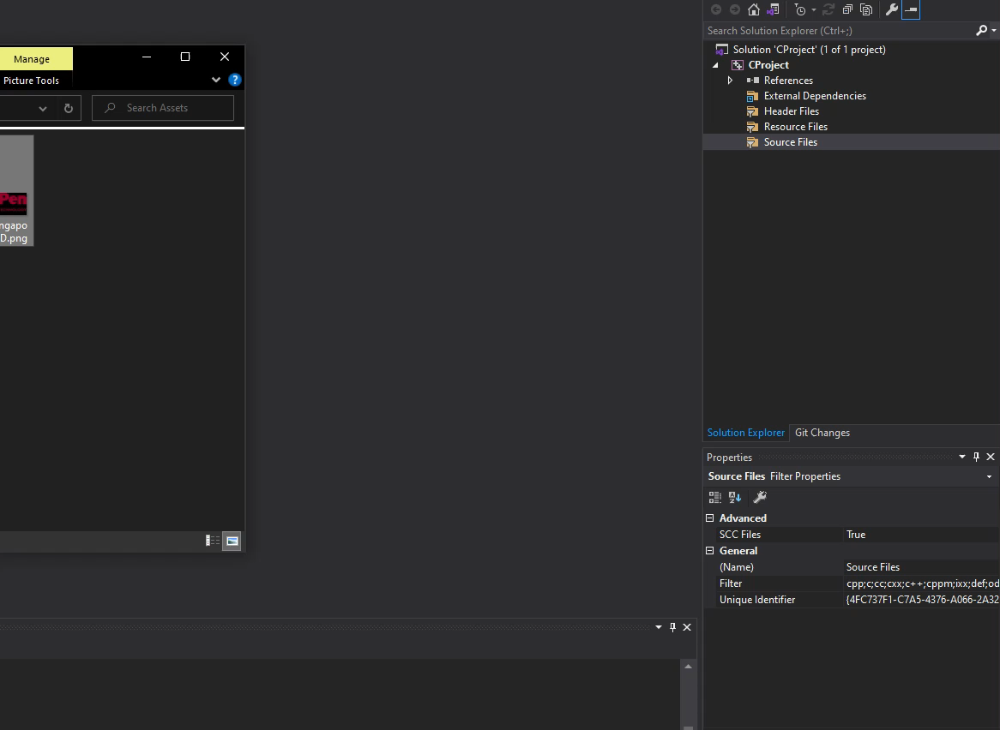 Manage
Picture Tools
Search Assets
Pen
ngapo
D.png
Search Solution Explorer (Ctrl+;)
Solution 'CProject' (1 of 1 project)
CProject
References
External Dependencies
Header Files
Resource Files
Source Files
Solution Explorer
Git Changes
Properties
Source Files Filter Properties
Advanced
SCC Files True
General
(Name) Source Files
Filter cpp;c;cc;cxx;c++;cppm;ixx;def;od
Unique Identifier {4FC737F1-C7A5-4376-A066-2A32